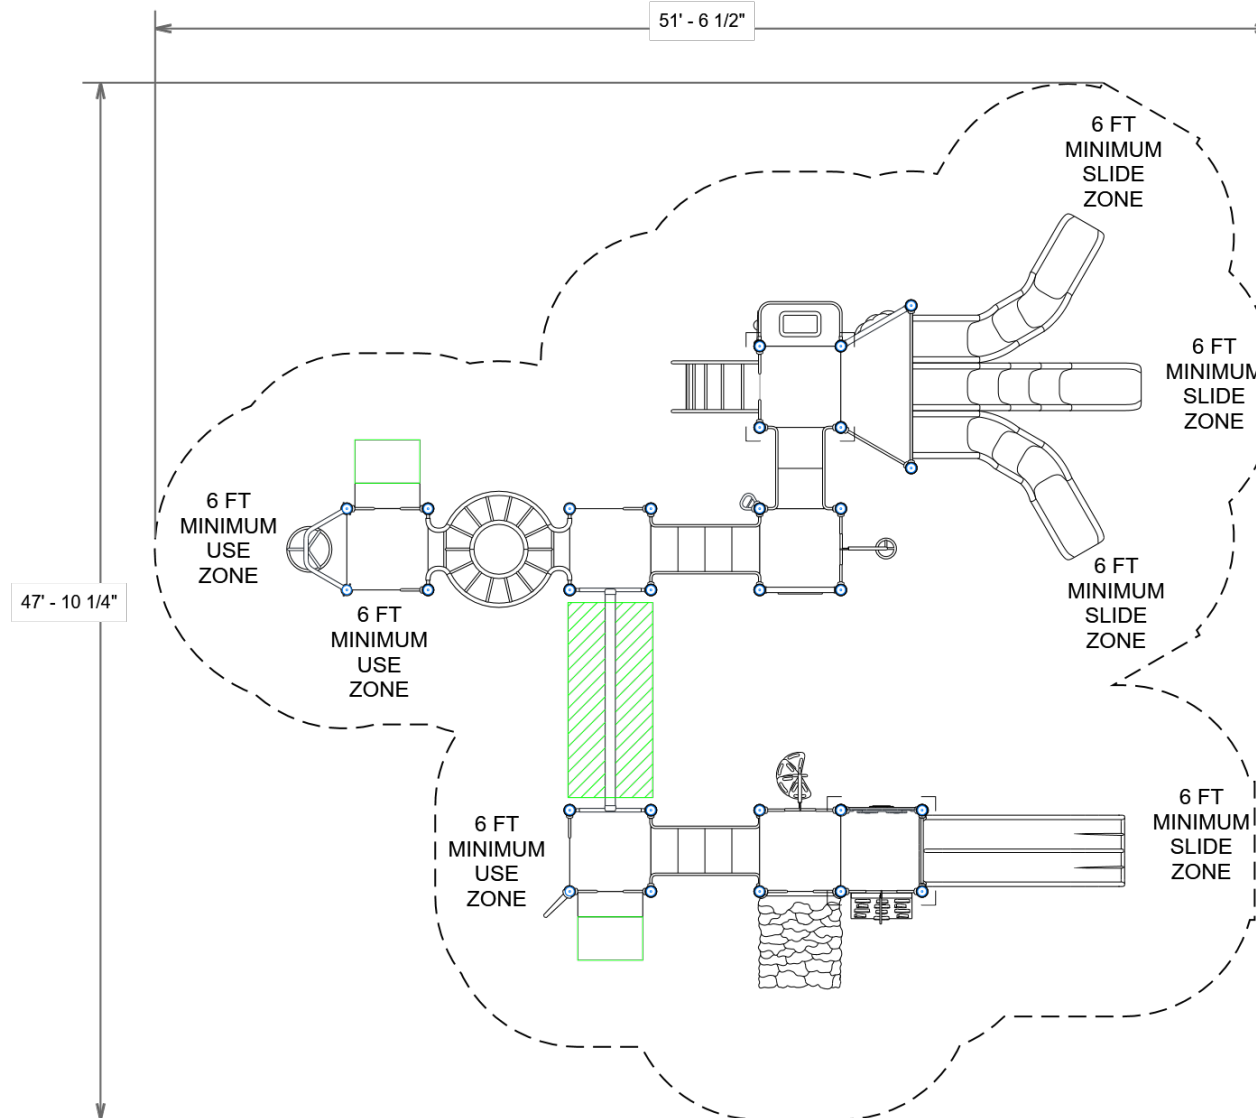 51' - 6 1/2"
6 FT
MINIMUM
SLIDE
ZONE
6 FT
MINIMUM
SLIDE
ZONE
6 FT
MINIMUM
USE
ZONE
6 FT
MINIMUM
SLIDE
ZONE
47' - 10 1/4"
6 FT
MINIMUM
USE
ZONE
6 FT
MINIMUM
SLIDE
ZONE
6 FT
MINIMUM
USE
ZONE